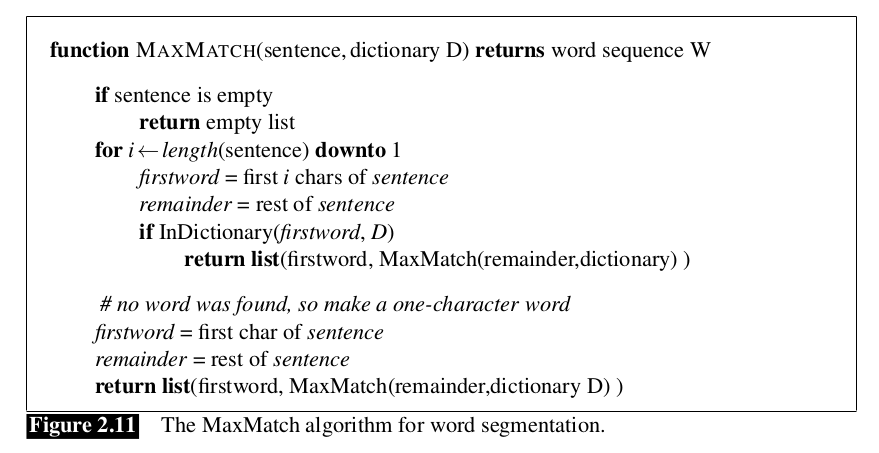 function MAXMATCH(sentence, dictionary D) returns word sequence W
if sentence is empty
return empty list
for i ← length(sentence) downto 1
firstword = first i chars of sentence
remainder = rest of sentence
if InDictionary(firstword, D)
return list(firstword, MaxMatch(remainder,dictionary) )
# no word was found, so make a one-character word
firstword = first char of sentence
remainder = rest of sentence
return list(firstword, MaxMatch(remainder,dictionary D) )
Figure 2.11 The MaxMatch algorithm for word segmentation.